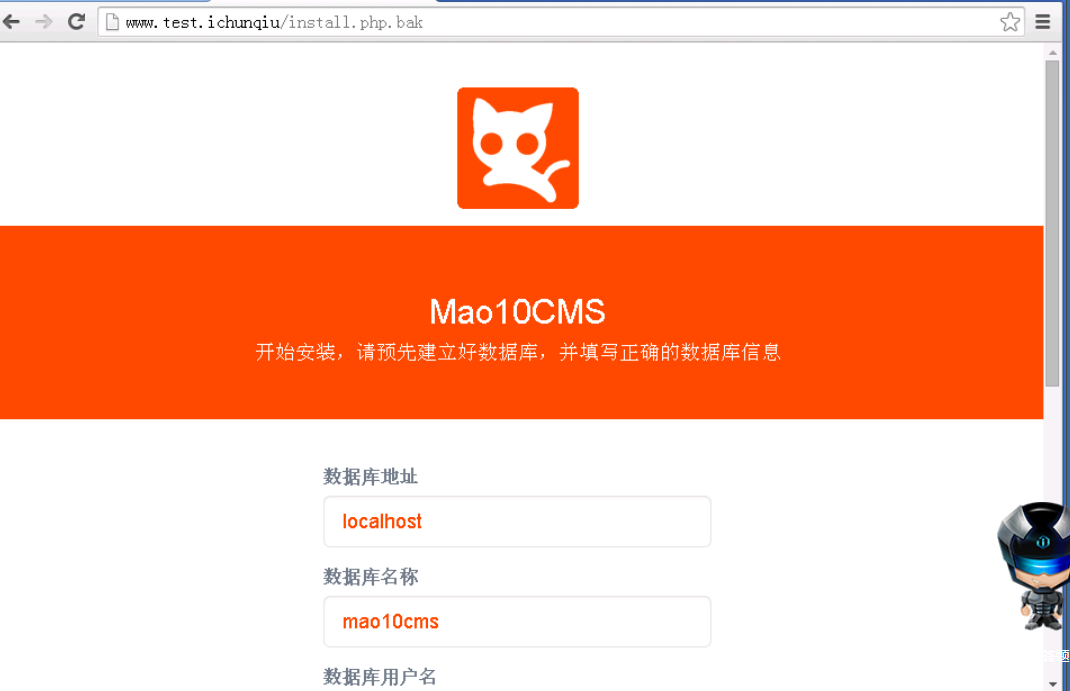 www.test.ichunqiu/install.php.bak
Mao10CMS
开始安装，请预先建立好数据库，并填写正确的数据库信息
数据库地址
localhost
数据库名称
mao10cms
数据库用户名